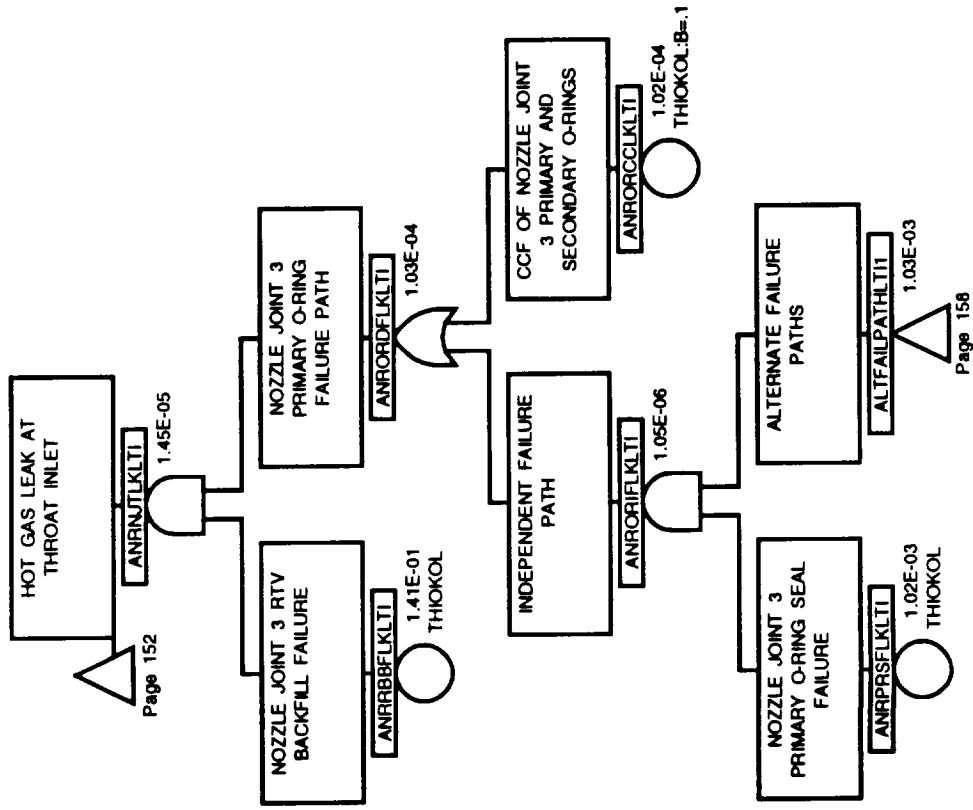 HOT GAS LEAK AT
THROAT INLET
Page 152
ANRNJTLKLTI
1.45E-05
NOZZLE JOINT 3 RTV
BACKFILL FAILURE
ANRRBBFLKLTI
1.41E-01
THIOKOL
NOZZLE JOINT 3
PRIMARY O-RING
FAILURE PATH
ANRORDFLKLTI
1.03E-04
INDEPENDENT FAILURE
PATH
ANRORIFLKLTI
1.05E-06
CCF OF NOZZLE JOINT
3 PRIMARY AND
SECONDARY O-RINGS
ANRORCCLKLTI
1.02E-04
THIOKOL:B=.1
NOZZLE JOINT 3
PRIMARY O-RING SEAL
FAILURE
ANRPRSFLKLTI
1.02E-03
THIOKOL
ALTERNATE FAILURE
PATHS
ALTFAILPATHLTI1
1.03E-03
Page 158